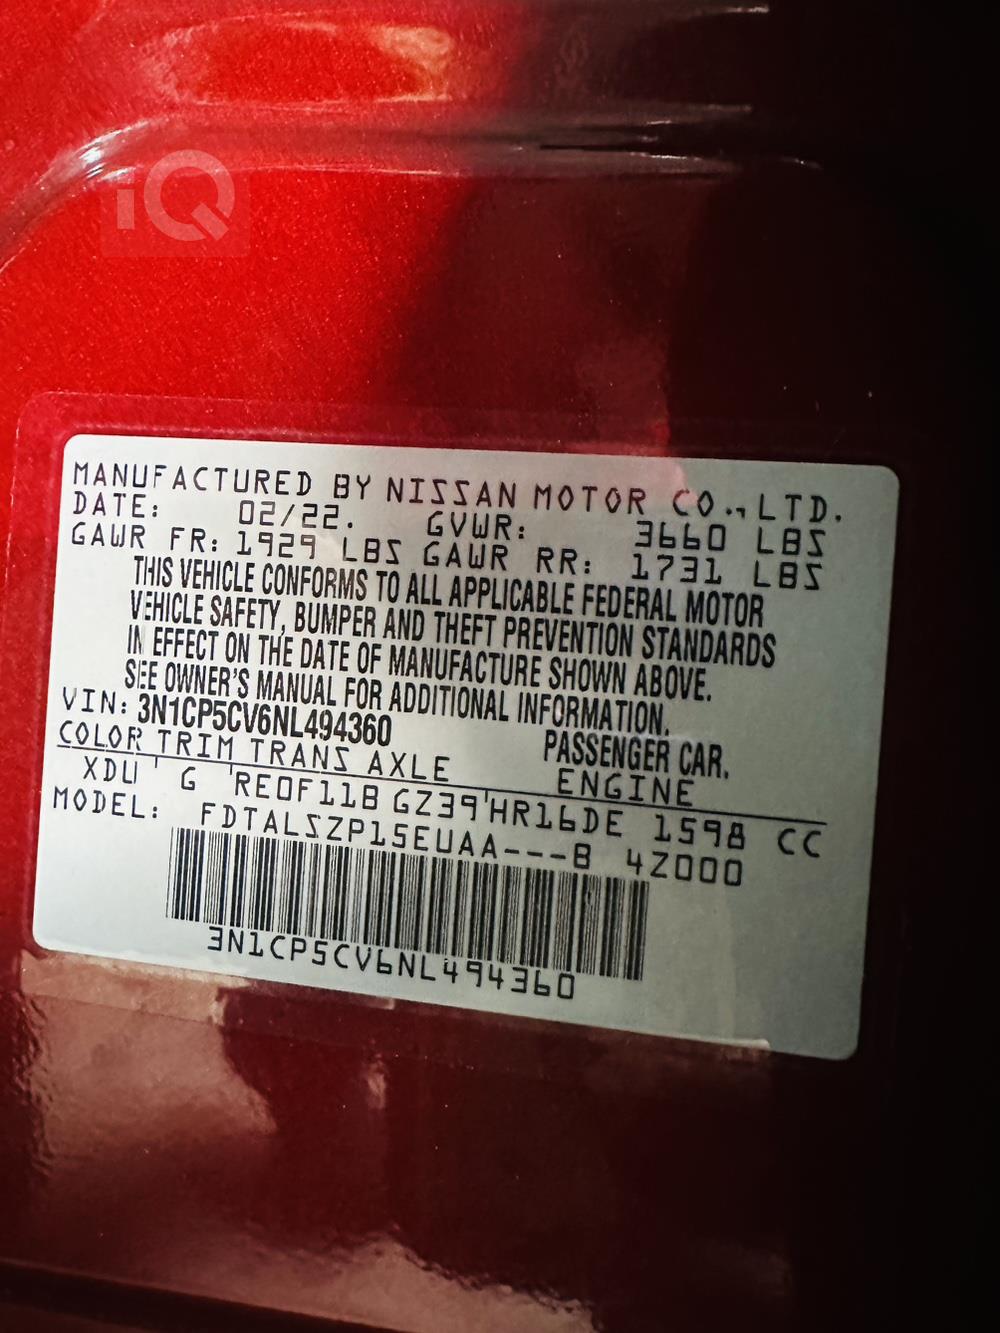 iQ
MANUFACTURED BY NISSAN MOTOR CO., LTD.
DATE: 02/22. GVWR: 3660 LBS
GAWR FR: 1929 LBS GAWR RR: 1731 LBS
THIS VEHICLE CONFORMS TO ALL APPLICABLE FEDERAL MOTOR
VEHICLE SAFETY, BUMPER AND THEFT PREVENTION STANDARDS
IN EFFECT ON THE DATE OF MANUFACTURE SHOWN ABOVE.
SEE OWNER'S MANUAL FOR ADDITIONAL INFORMATION.
VIN: 3N1CP5CV6NL494360 PASSENGER CAR.
COLOR TRIM TRANS AXLE ENGINE
XDU G RE0F11B GZ39 HR16DE 1598 CC
MODEL: FDTALSZP15EUAA---B 4Z000
3N1CP5CV6NL494360